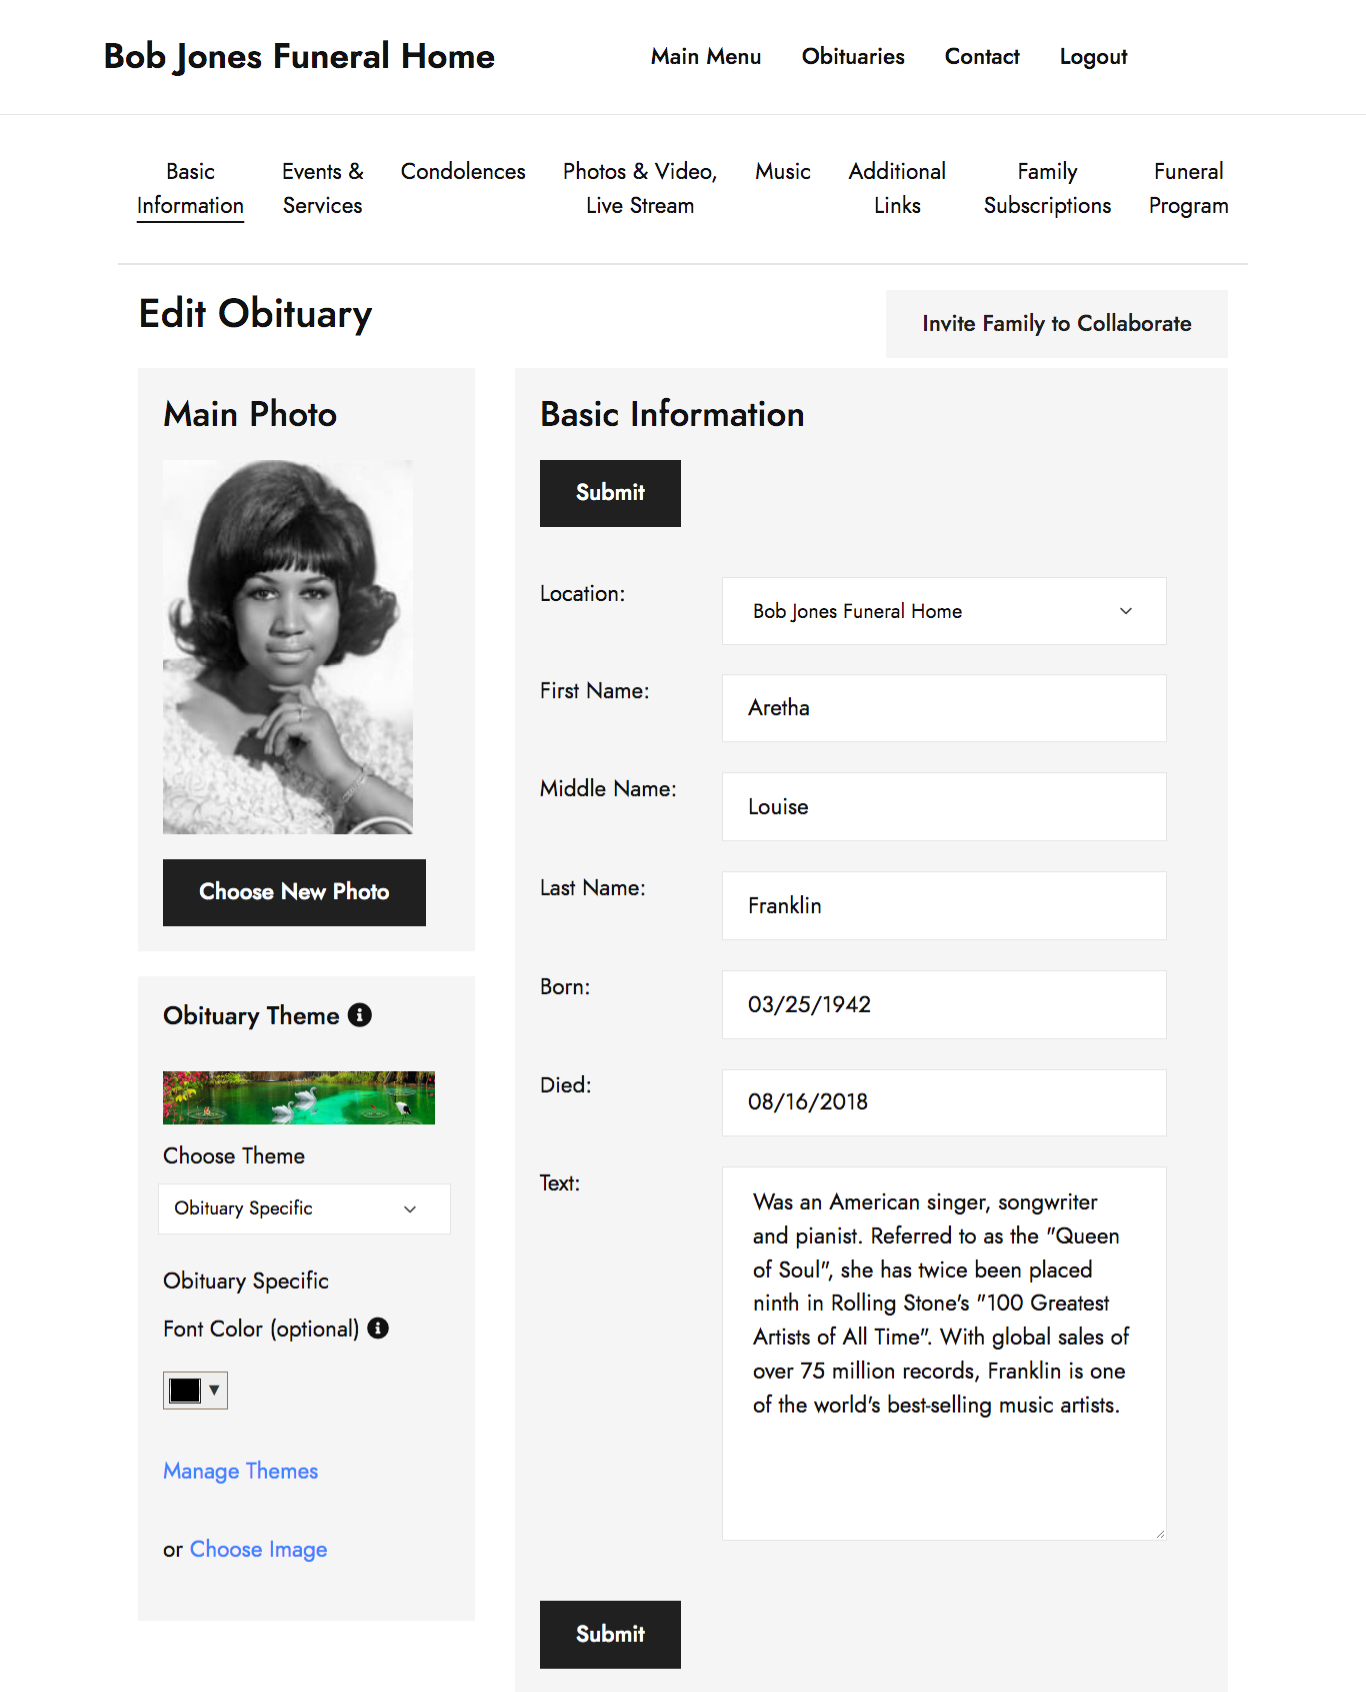 Bob Jones Funeral Home
Main Menu Obituaries Contact Logout
Basic Information
Events & Services
Condolences
Photos & Video, Live Stream
Music
Additional Links
Family Subscriptions
Funeral Program
Edit Obituary
Invite Family to Collaborate
Main Photo
Choose New Photo
Obituary Theme
Choose Theme
Obituary Specific
Obituary Specific
Font Color (optional)
Manage Themes
or Choose Image
Basic Information
Submit
Location: Bob Jones Funeral Home
First Name: Aretha
Middle Name: Louise
Last Name: Franklin
Born: 03/25/1942
Died: 08/16/2018
Text: Was an American singer, songwriter
and pianist. Referred to as the "Queen
of Soul", she has twice been placed
ninth in Rolling Stone's "100 Greatest
Artists of All Time". With global sales of
over 75 million records, Franklin is one
of the world's best-selling music artists.
Submit